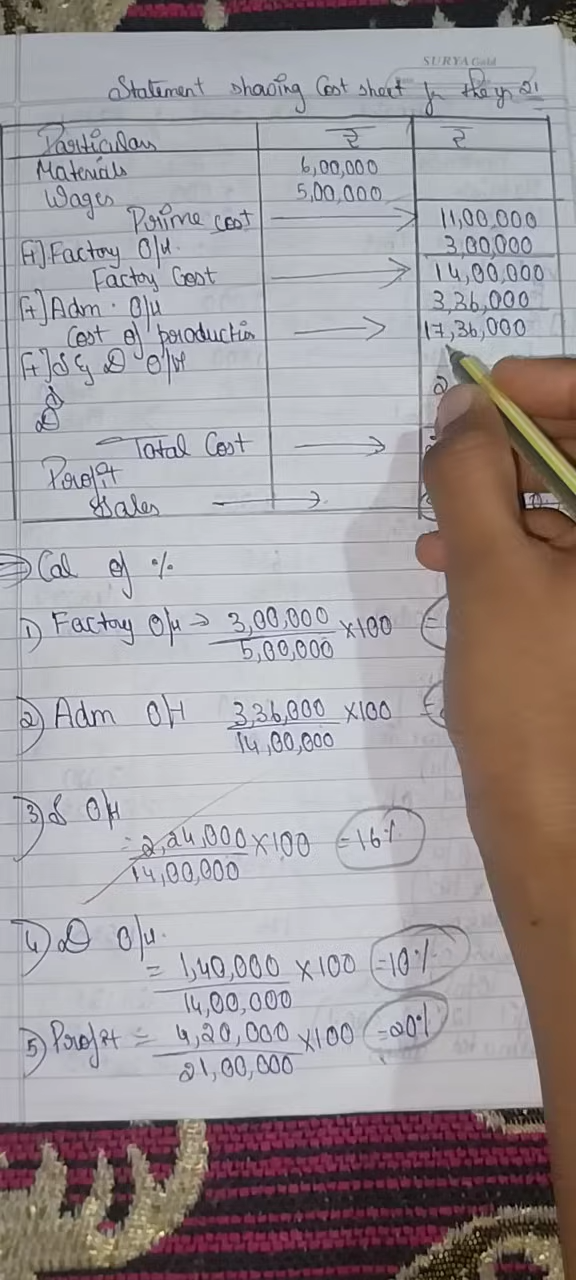 SURYA Gold
Statement showing Cost sheet for the yr 21
Particulars ₹ ₹
Materials 6,00,000
Wages 5,00,000
Prime cost → 11,00,000
[+] Factory O/H. 3,00,000
Factory Cost → 14,00,000
[+] Adm. O/H 3,36,000
Cost of production → 17,36,000
[+] S & D O/H
S 2
D
Total Cost →
Profit
Sales →
Cal of %
1) Factory O/H → 3,00,000 / 5,00,000 ×100 =
2) Adm OH 3,36,000 / 14,00,000 ×100 =
3) S O/H
= 2,24,000 / 14,00,000 ×100 =16%
4) D O/H.
= 1,40,000 / 14,00,000 ×100 =10%
5) Profit = 4,20,000 / 21,00,000 ×100 =20%